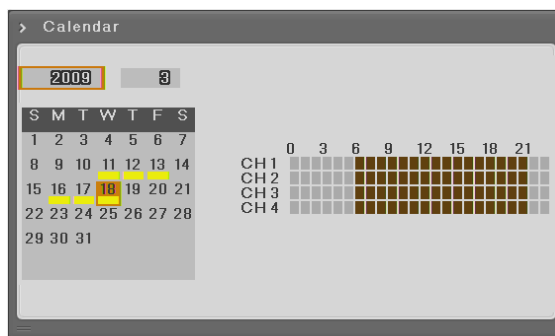 > Calendar
2009 3
S M T W T F S
1 2 3 4 5 6 7
8 9 10 11 12 13 14
15 16 17 18 19 20 21
22 23 24 25 26 27 28
29 30 31
0 3 6 9 12 15 18 21
CH 1
CH 2
CH 3
CH 4